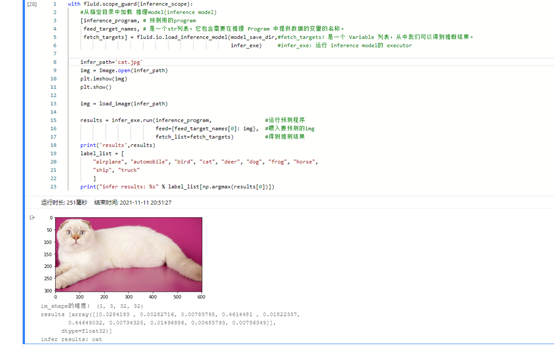 [28]
1 with fluid.scope_guard(inference_scope):
2 #从指定目录中加载 推理model(inference model)
3 [inference_program, # 预测用的program
4 feed_target_names, # 是一个str列表，它包含需要在推理 Program 中提供数据的变量的名称。
5 fetch_targets] = fluid.io.load_inference_model(model_save_dir,#fetch_targets: 是一个 Variable 列表，从中我们可以得到推断结果。
6 infer_exe) #infer_exe: 运行 inference model的 executor
7
8 infer_path='cat.jpg'
9 img = Image.open(infer_path)
10 plt.imshow(img)
11 plt.show()
12
13 img = load_image(infer_path)
14
15 results = infer_exe.run(inference_program, #运行预测程序
16 feed={feed_target_names[0]: img}, #喂入要预测的img
17 fetch_list=fetch_targets) #得到推测结果
18 print('results',results)
19 label_list = [
20 "airplane", "automobile", "bird", "cat", "deer", "dog", "frog", "horse",
21 "ship", "truck"
22 ]
23 print("infer results: %s" % label_list[np.argmax(results[0])])
运行时长: 251毫秒 结束时间: 2021-11-11 20:51:27
0
50
100
150
200
250
300
0 100 200 300 400 500 600
im_shape的维度: (1, 3, 32, 32)
results [array([[0.0284193 , 0.00282716, 0.00785795, 0.4614481 , 0.01822357,
0.44649032, 0.00734325, 0.01498886, 0.00453793, 0.00786349]],
dtype=float32)]
infer results: cat